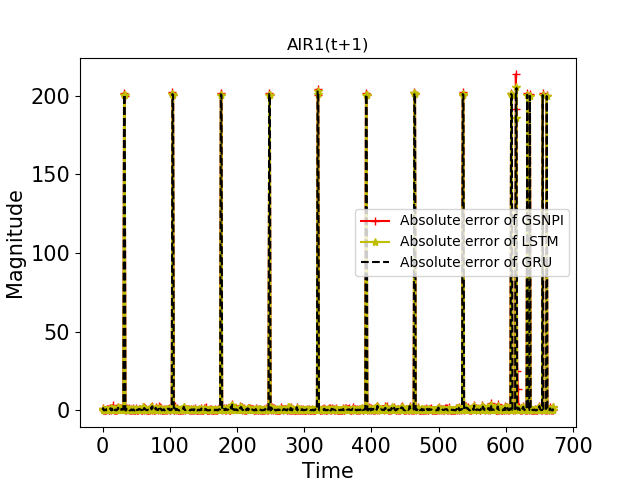 AIR1(t+1)
Magnitude
200
150
100
50
0
Absolute error of GSNPI
Absolute error of LSTM
Absolute error of GRU
0 100 200 300 400 500 600 700
Time